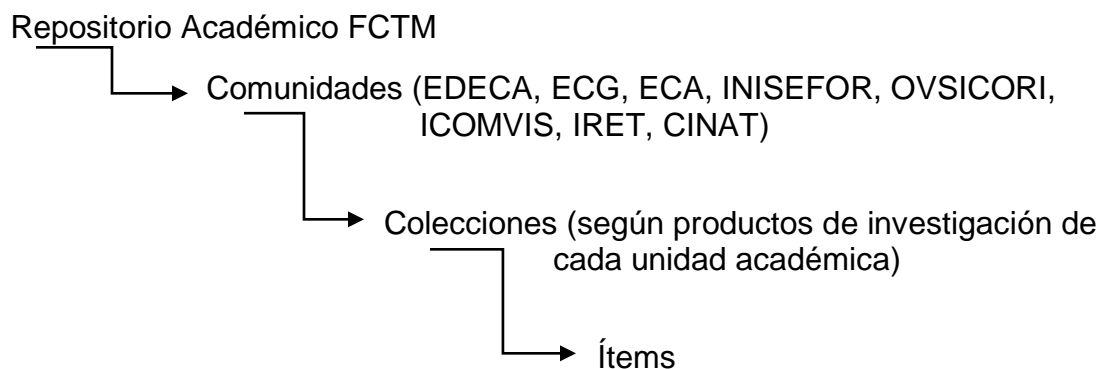 Repositorio Académico FCTM
Comunidades (EDECA, ECG, ECA, INISEFOR, OVSICORI,
ICOMVIS, IRET, CINAT)
Colecciones (según productos de investigación de
cada unidad académica)
Ítems